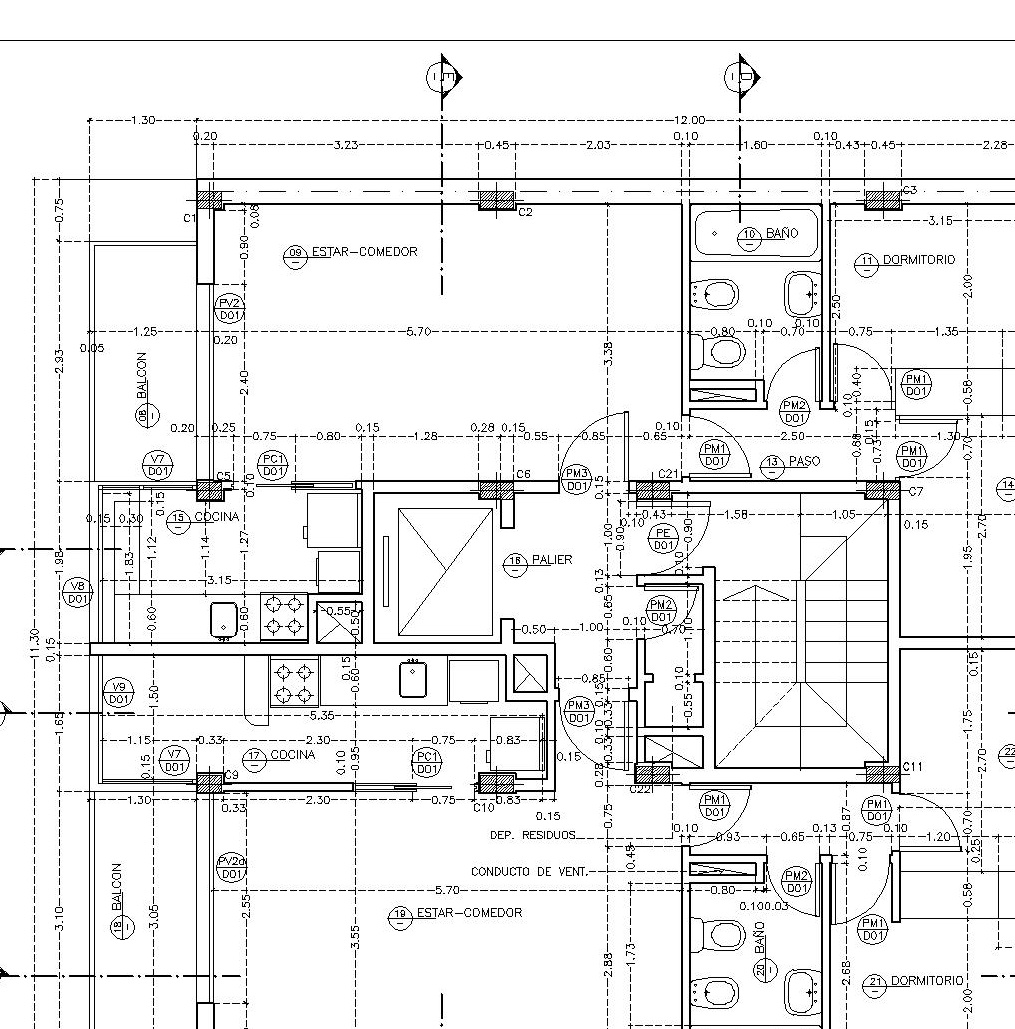 E
D
1.30
12.00
0.20
3.23
0.45
2.03
0.10
1.60
0.10
0.43
0.45
2.28
C1
C2
C3
0.75
0.08
0.90
09 ESTAR-COMEDOR
10 BAÑO
3.15
11 DORMITORIO
2.00
PV2
D01
2.50
1.25
0.20
5.70
0.80
0.10
0.70
0.10
0.75
1.35
0.05
2.93
08 BALCON
2.40
3.38
0.40
0.10
PM1
D01
0.58
PM2
D01
0.20
0.25
0.75
0.80
0.15
1.28
0.28
0.15
0.55
0.85
0.65
0.10
2.50
0.15
0.68
0.73
1.30
0.70
V7
D01
PC1
D01
PM3
D01
PM1
D01
13 PASO
PM1
D01
C5
0.10
C6
0.15
C21
C7
14
0.15
0.30
0.15
15 COCINA
0.10
0.43
1.58
1.05
0.15
1.98
1.83
1.12
1.14
1.27
1.00
0.90
PE
D01
0.90
0.10
2.70
1.95
16 PALIER
V8
D01
3.15
0.13
0.65
0.55
0.50
0.60
0.60
PM2
D01
0.50
1.00
0.10
0.70
1.10
11.30
0.15
0.15
0.60
0.60
0.15
V9
D01
1.50
0.85
0.15
0.10
0.55
5.35
PM3
D01
0.33
0.10
1.65
1.15
0.33
2.30
0.75
0.83
0.15
0.33
1.75
2.70
22
V7
D01
0.15
17 COCINA
0.10
0.95
PC1
D01
0.28
C9
C10
C22
C11
1.30
0.33
2.30
0.75
0.83
0.15
0.75
PM1
D01
PM1
D01
0.87
DEP. RESIDUOS
0.10
0.93
0.65
0.13
0.75
0.10
1.20
0.70
0.25
0.45
0.10
CONDUCTO DE VENT.
PV2a
D01
5.70
0.80
PM2
D01
0.58
18 BALCON
3.10
3.05
2.55
3.55
0.10
0.03
19 ESTAR-COMEDOR
PM1
D01
20 BAÑO
2.88
1.73
2.68
21 DORMITORIO
2.00